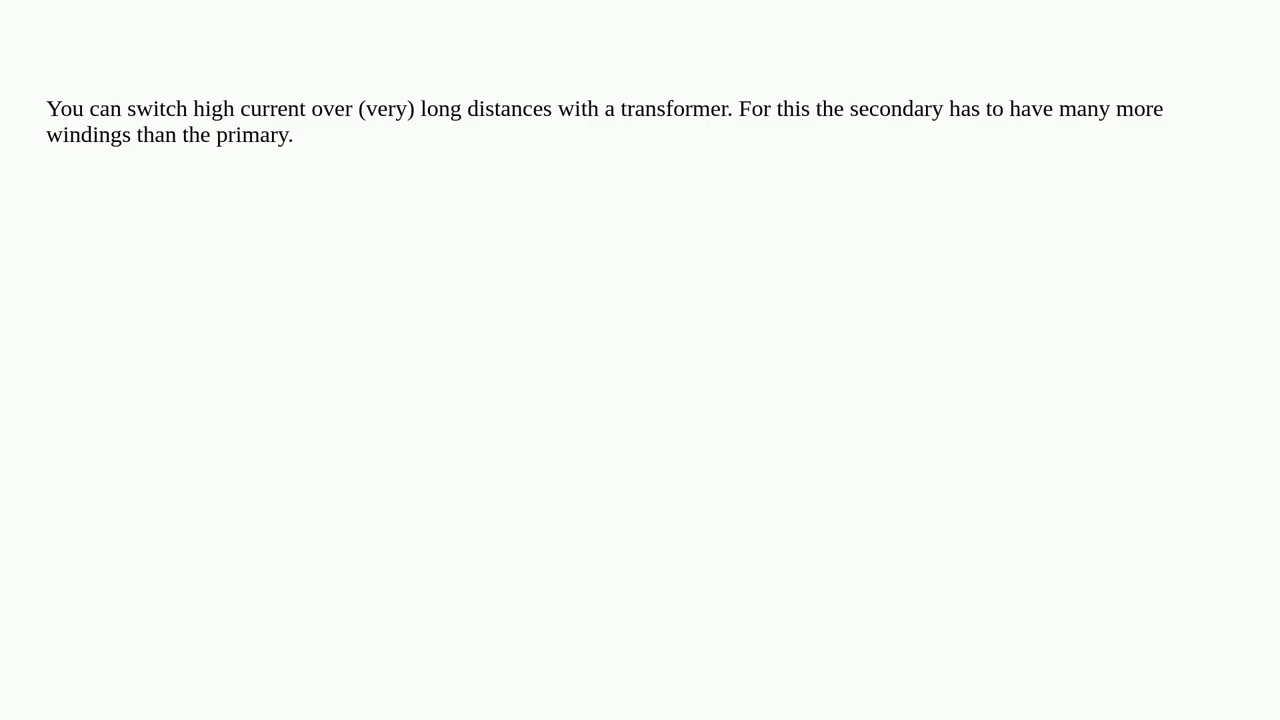 You can switch high current over (very) long distances with a transformer. For this the secondary has to have many more
windings than the primary.